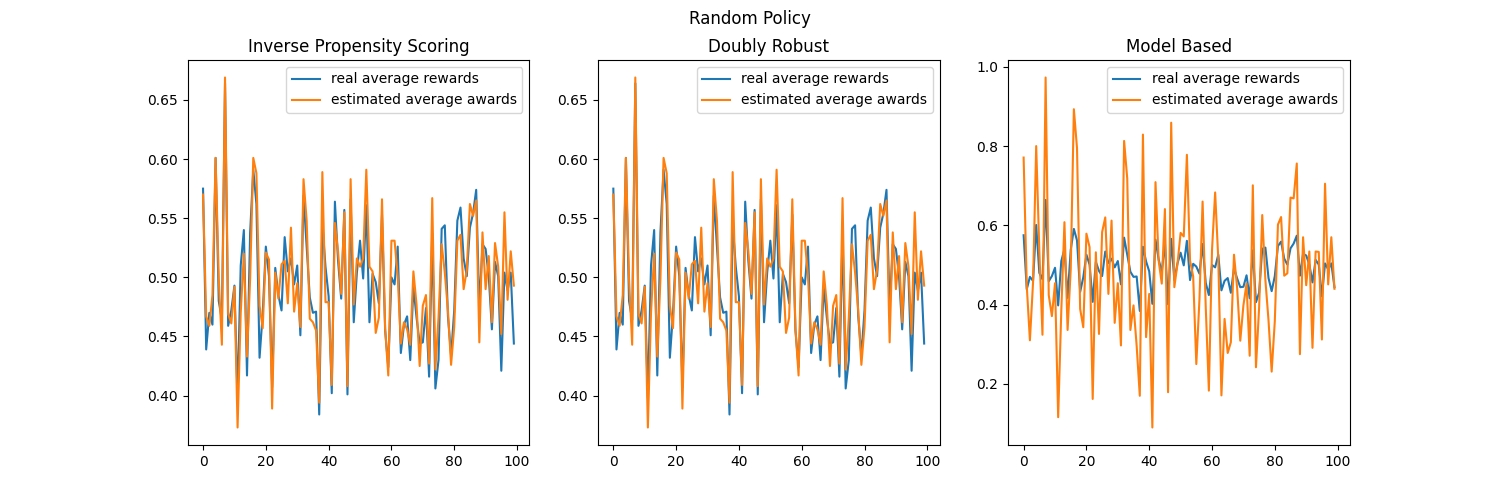 Random Policy
Inverse Propensity Scoring
real average rewards
estimated average awards
0.65
0.60
0.55
0.50
0.45
0.40
0 20 40 60 80 100
Doubly Robust
real average rewards
estimated average awards
0.65
0.60
0.55
0.50
0.45
0.40
0 20 40 60 80 100
Model Based
real average rewards
estimated average awards
1.0
0.8
0.6
0.4
0.2
0 20 40 60 80 100